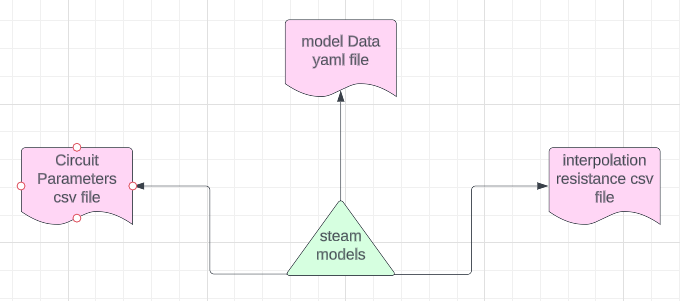 model Data
yaml file
Circuit
Parameters
csv file
interpolation
resistance csv
file
steam
models